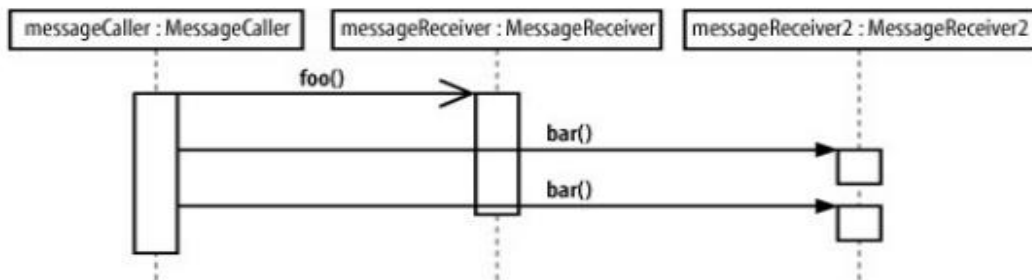 messageCaller : MessageCaller
messageReceiver : MessageReceiver
messageReceiver2 : MessageReceiver2
foo()
bar()
bar()